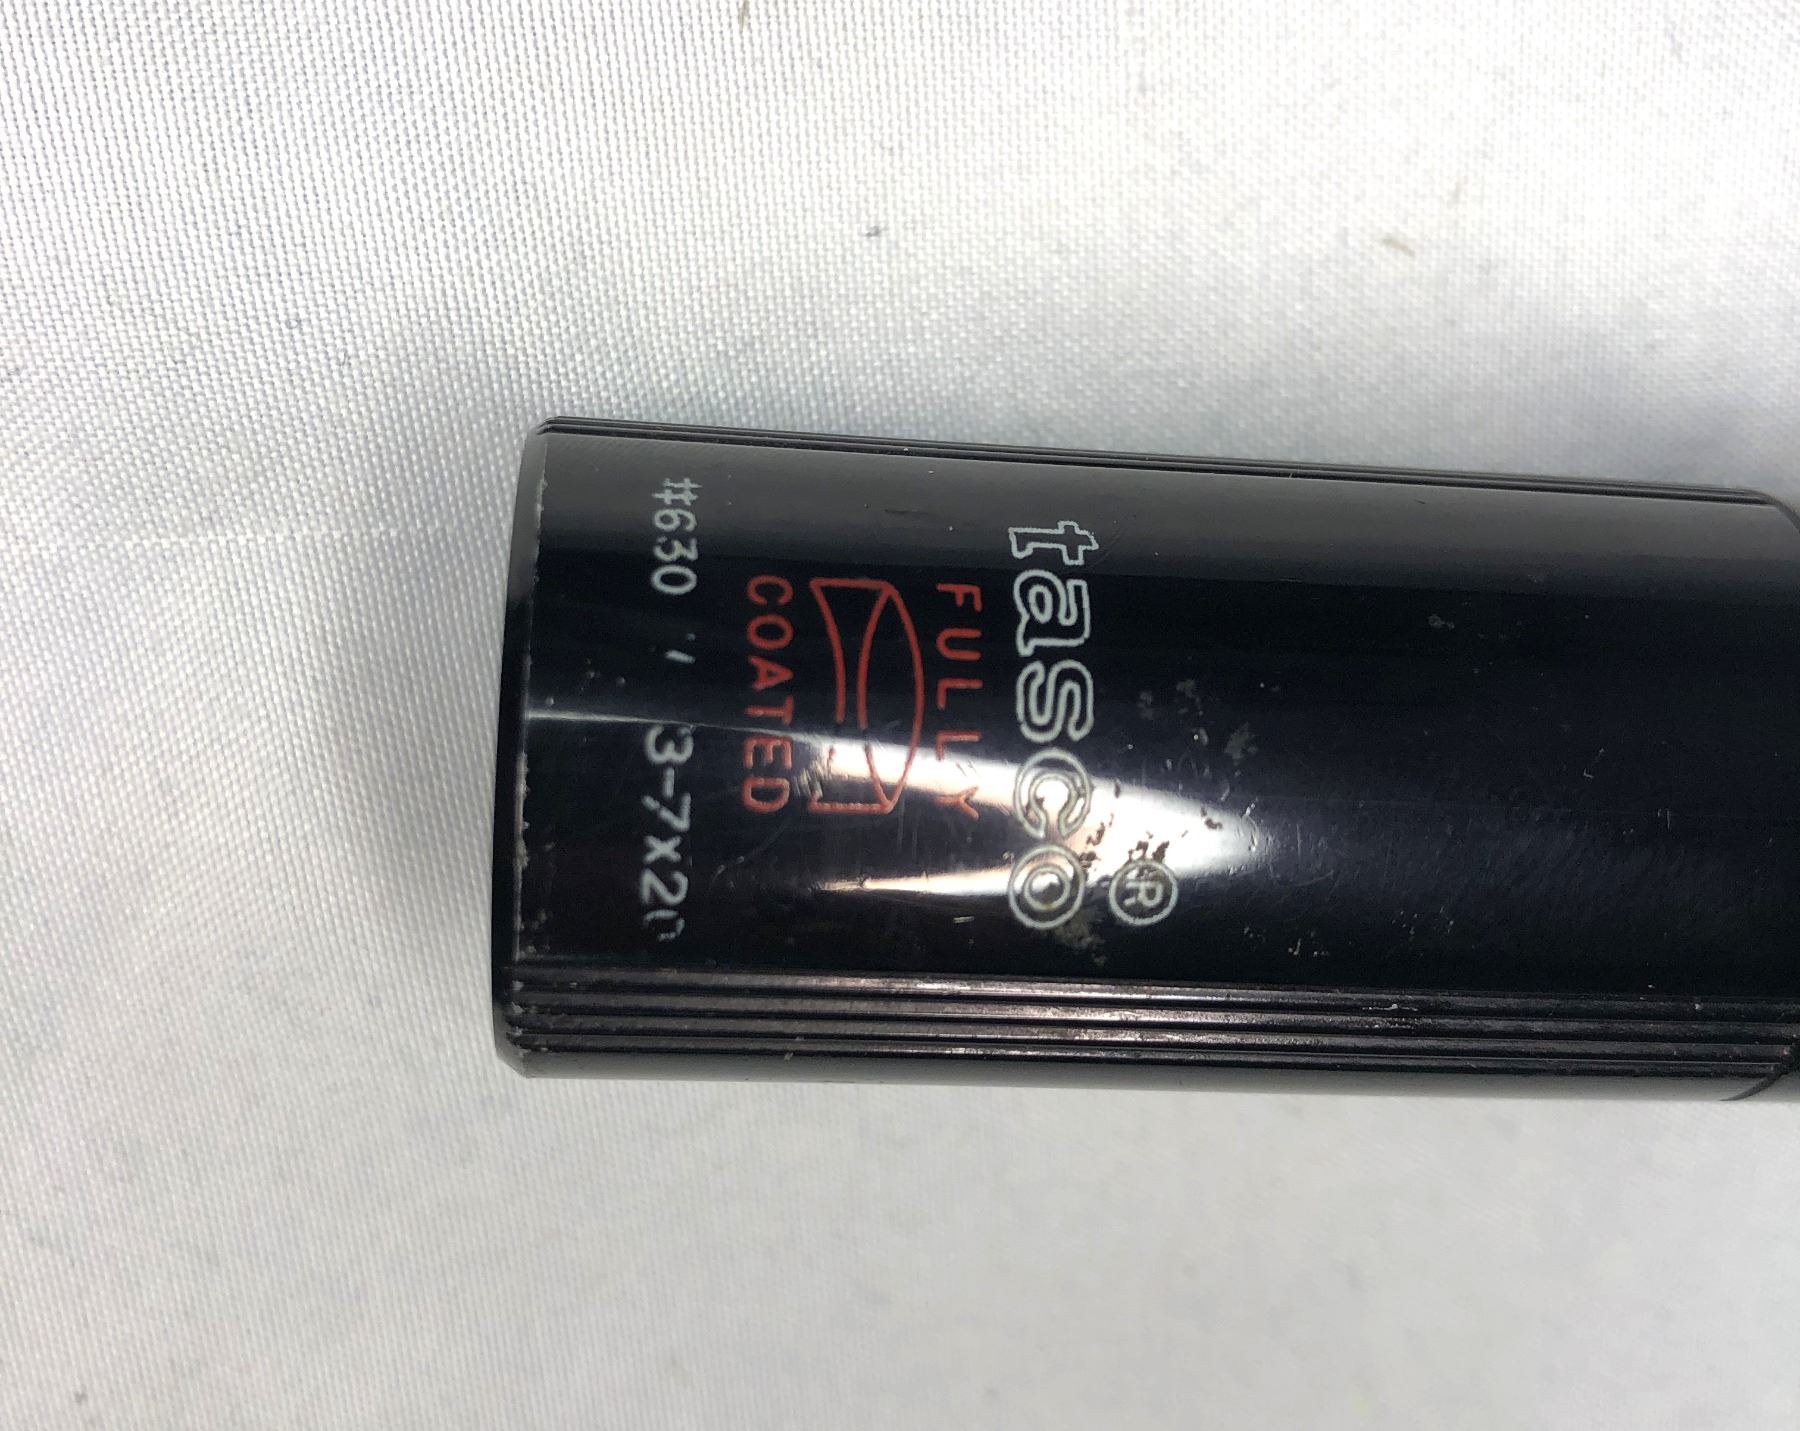 tasco®
FULLY
COATED
#630 3-7x20